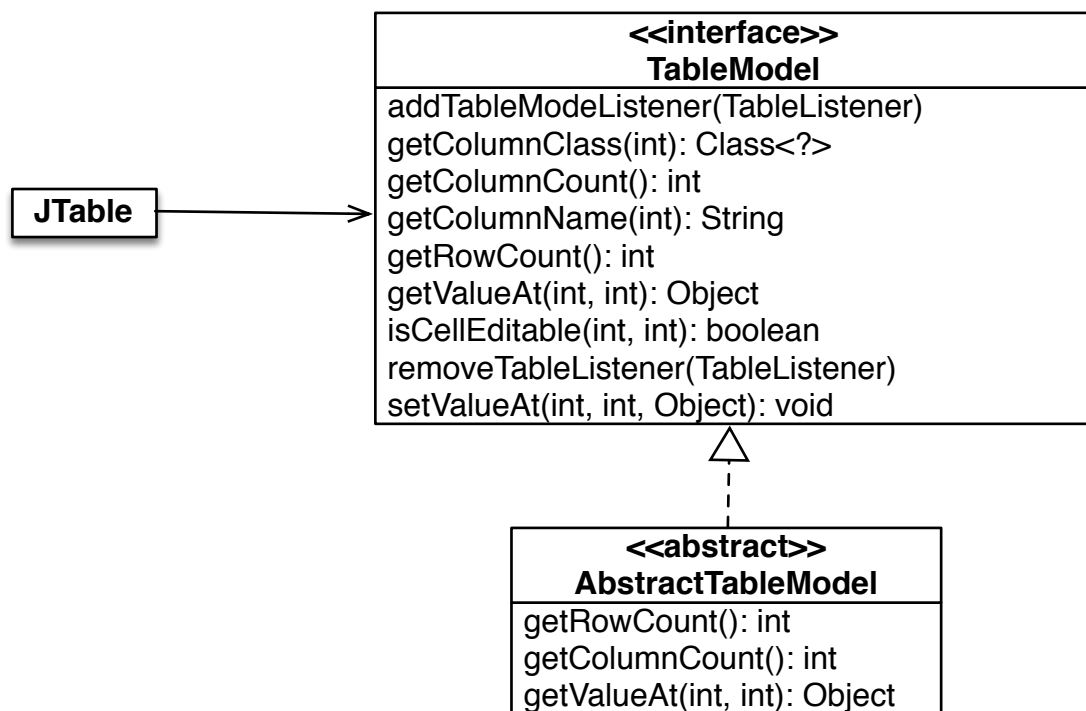 <<interface>>
TableModel
addTableModeListener(TableListener)
getColumnClass(int): Class<?>
getColumnCount(): int
JTable
getColumnName(int): String
getRowCount(): int
getValueAt(int, int): Object
isCellEditable(int, int): boolean
removeTableListener(TableListener)
setValueAt(int, int, Object): void
<<abstract>>
AbstractTableModel
getRowCount(): int
getColumnCount(): int
getValueAt(int, int): Object